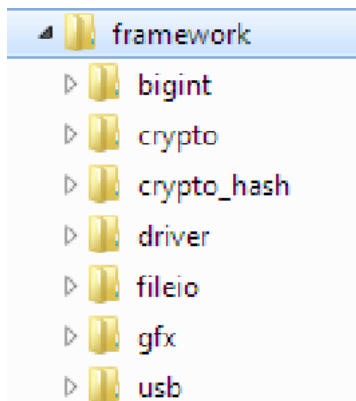 framework
bigint
crypto
crypto_hash
driver
fileio
gfx
usb